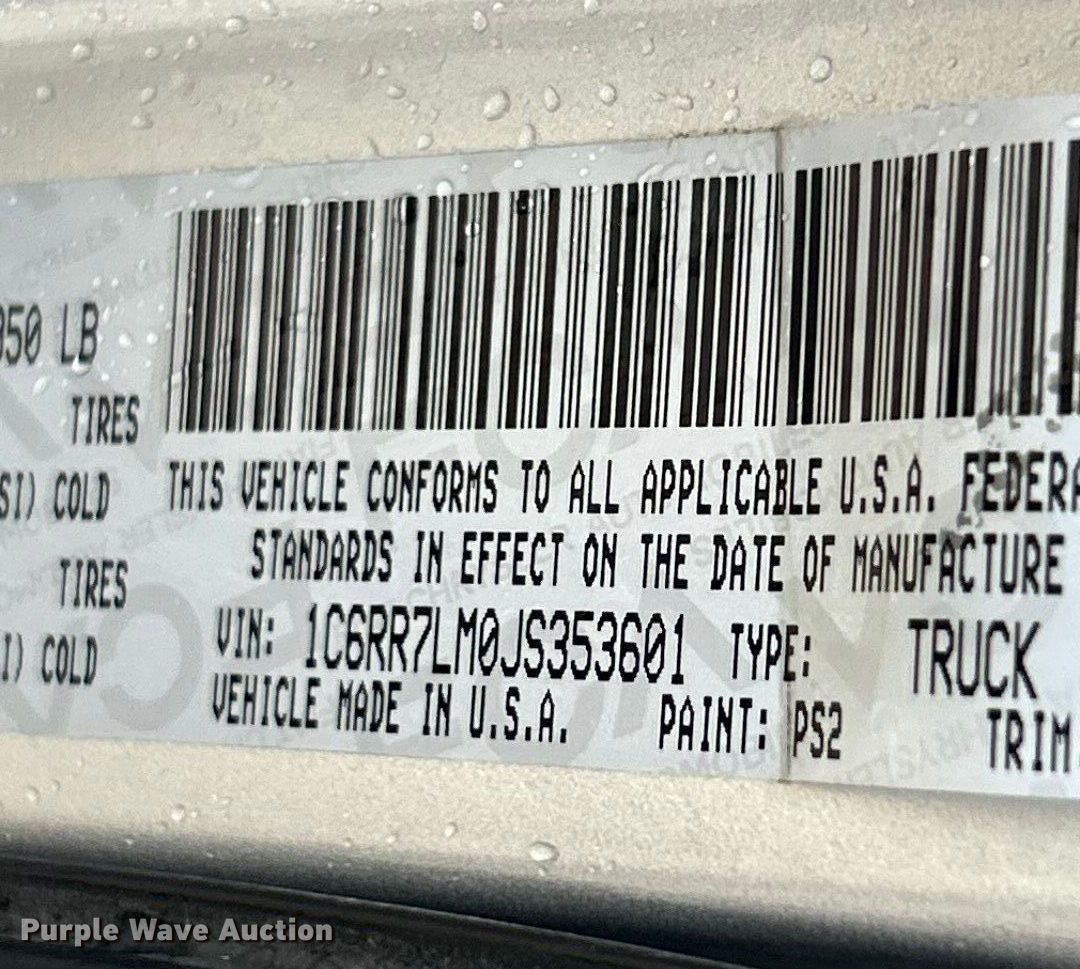 050 LB
TIRES
SI) COLD
TIRES
I) COLD
THIS VEHICLE CONFORMS TO ALL APPLICABLE U.S.A. FEDERA
STANDARDS IN EFFECT ON THE DATE OF MANUFACTURE
VIN: 1C6RR7LM0JS353601 TYPE: TRUCK
VEHICLE MADE IN U.S.A. PAINT: PS2 TRIM
Purple Wave Auction